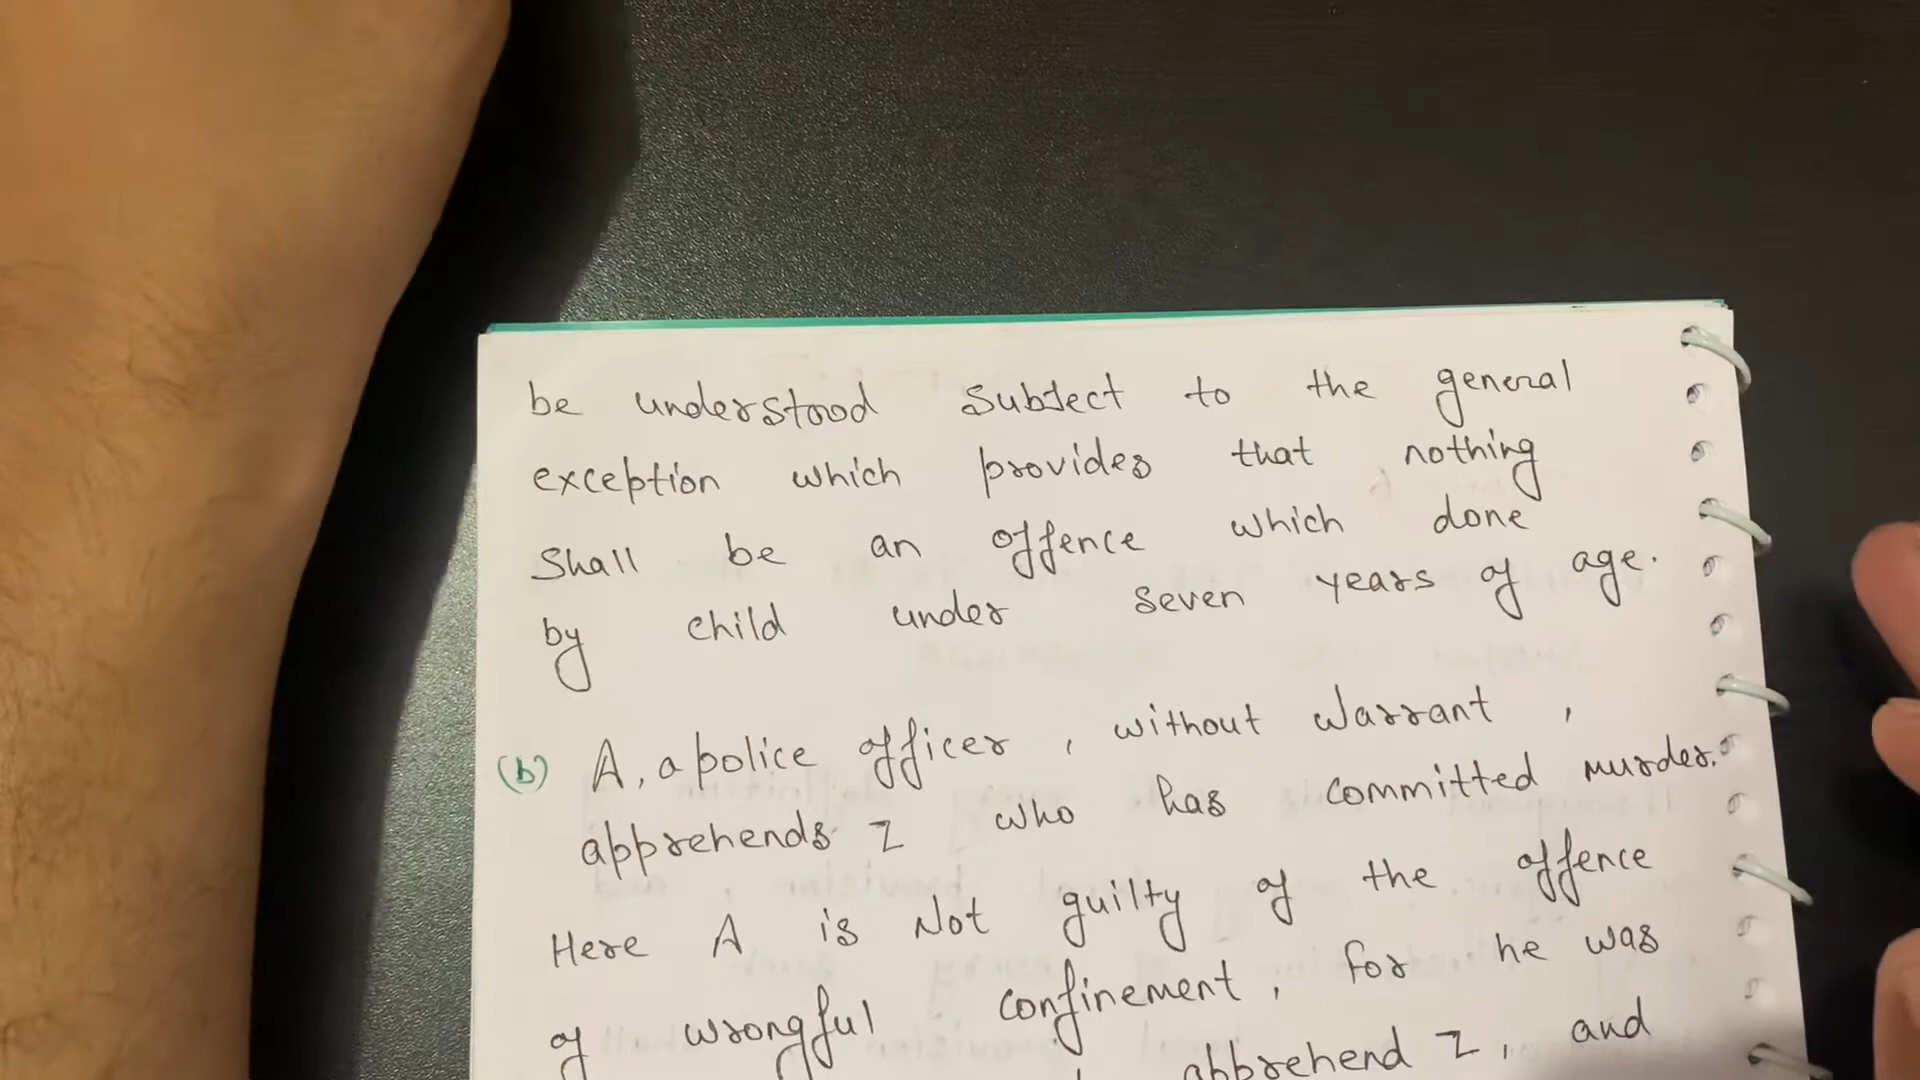 be understood subject to the general
exception which provides that nothing
Shall be an offence which done
by child under seven years of age.
(b) A, a police officer, without warrant,
apprehends Z who has committed murder.
Here A is Not guilty of the offence
of wrongful confinement, for he was
apprehend Z, and